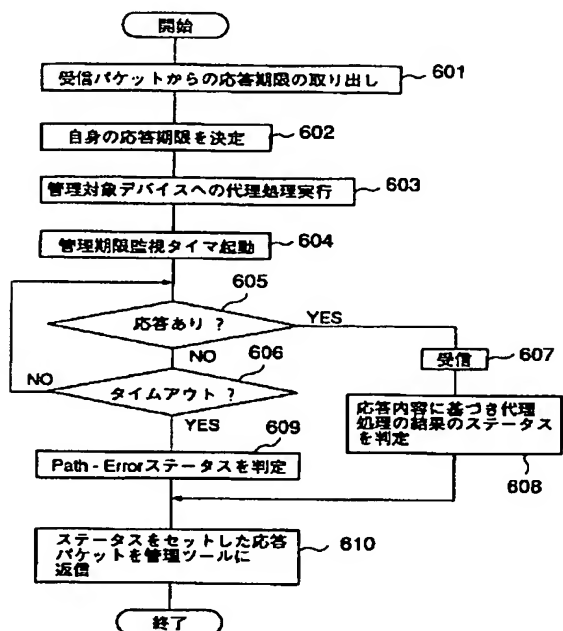 開始
受信パケットからの応答期限の取り出し
601
自身の応答期限を決定
602
管理対象デバイスへの代理処理実行
603
管理期限監視タイマ起動
604
605
応答あり ?
YES
NO
606
受信
607
NO
タイムアウト ?
YES
応答内容に基づき代理
処理の結果のステータス
を判定
608
609
Path - Errorステータスを判定
ステータスをセットした応答
パケットを管理ツールに
返信
610
終了